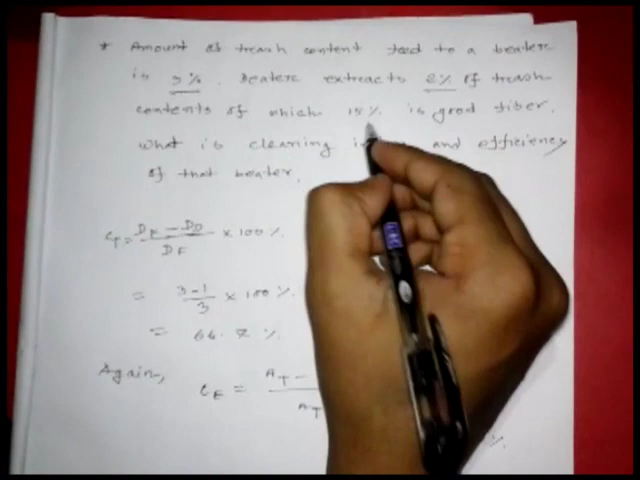 * Amount of trash content feed to a beater
is 3%. Beater extracts 2% of trash
contents of which 15% is good fiber.
What is cleaning and efficiency
of that beater.
CI = DF - DO / DF × 100%
= 3-1 / 3 × 100%
= 66.7%
Again,
CE = AT - / AT
%